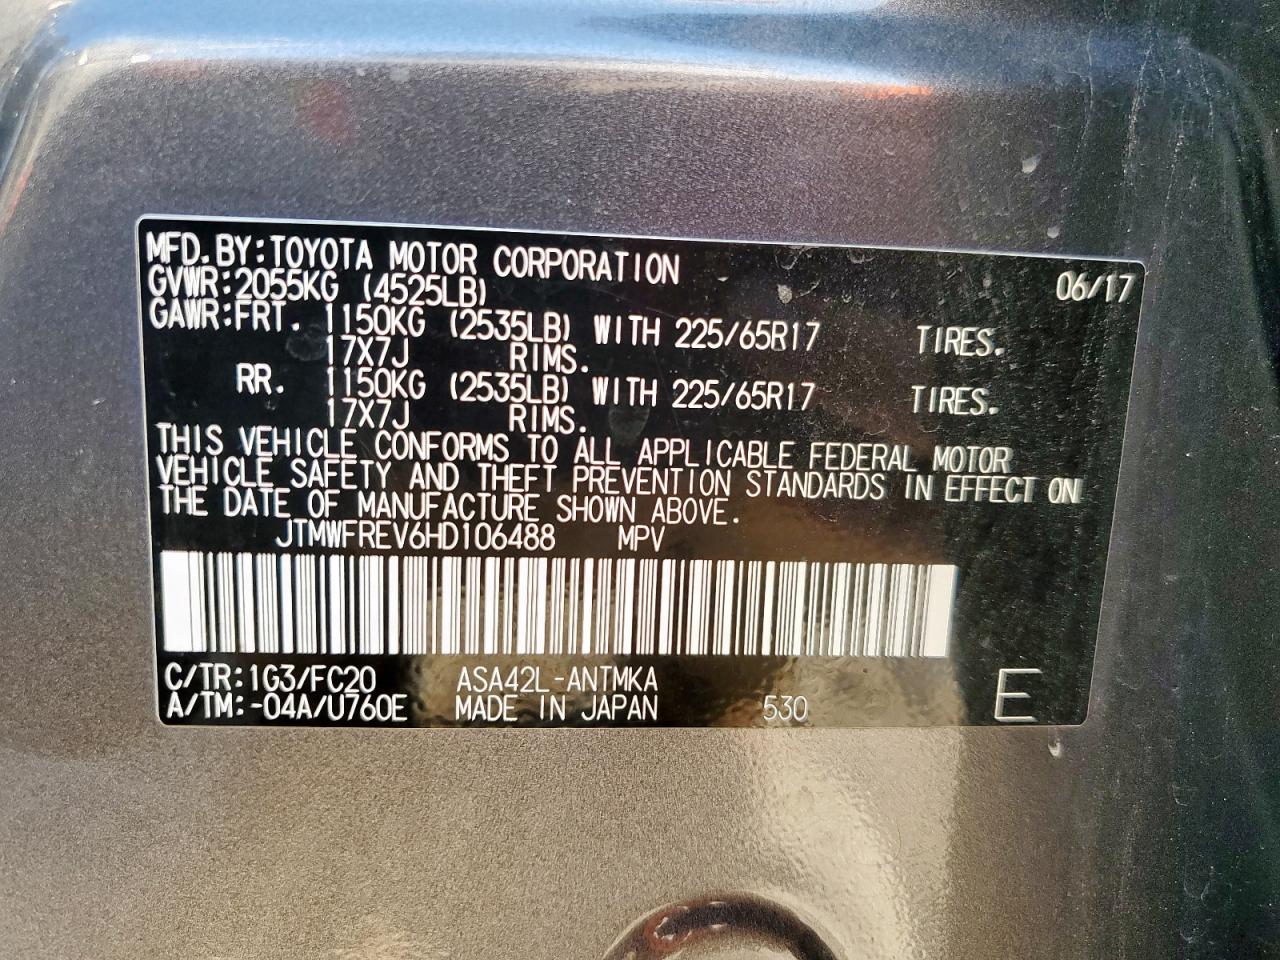 MFD.BY:TOYOTA MOTOR CORPORATION 06/17
GVWR:2055KG (4525LB)
GAWR:FRT. 1150KG (2535LB) WITH 225/65R17 TIRES.
17X7J RIMS.
RR. 1150KG (2535LB) WITH 225/65R17 TIRES.
17X7J RIMS.
THIS VEHICLE CONFORMS TO ALL APPLICABLE FEDERAL MOTOR
VEHICLE SAFETY AND THEFT PREVENTION STANDARDS IN EFFECT ON
THE DATE OF MANUFACTURE SHOWN ABOVE.
JTMWFREV6HD106488 MPV
C/TR:1G3/FC20 ASA42L-ANTMKA
A/TM:-04A/U760E MADE IN JAPAN 530 E